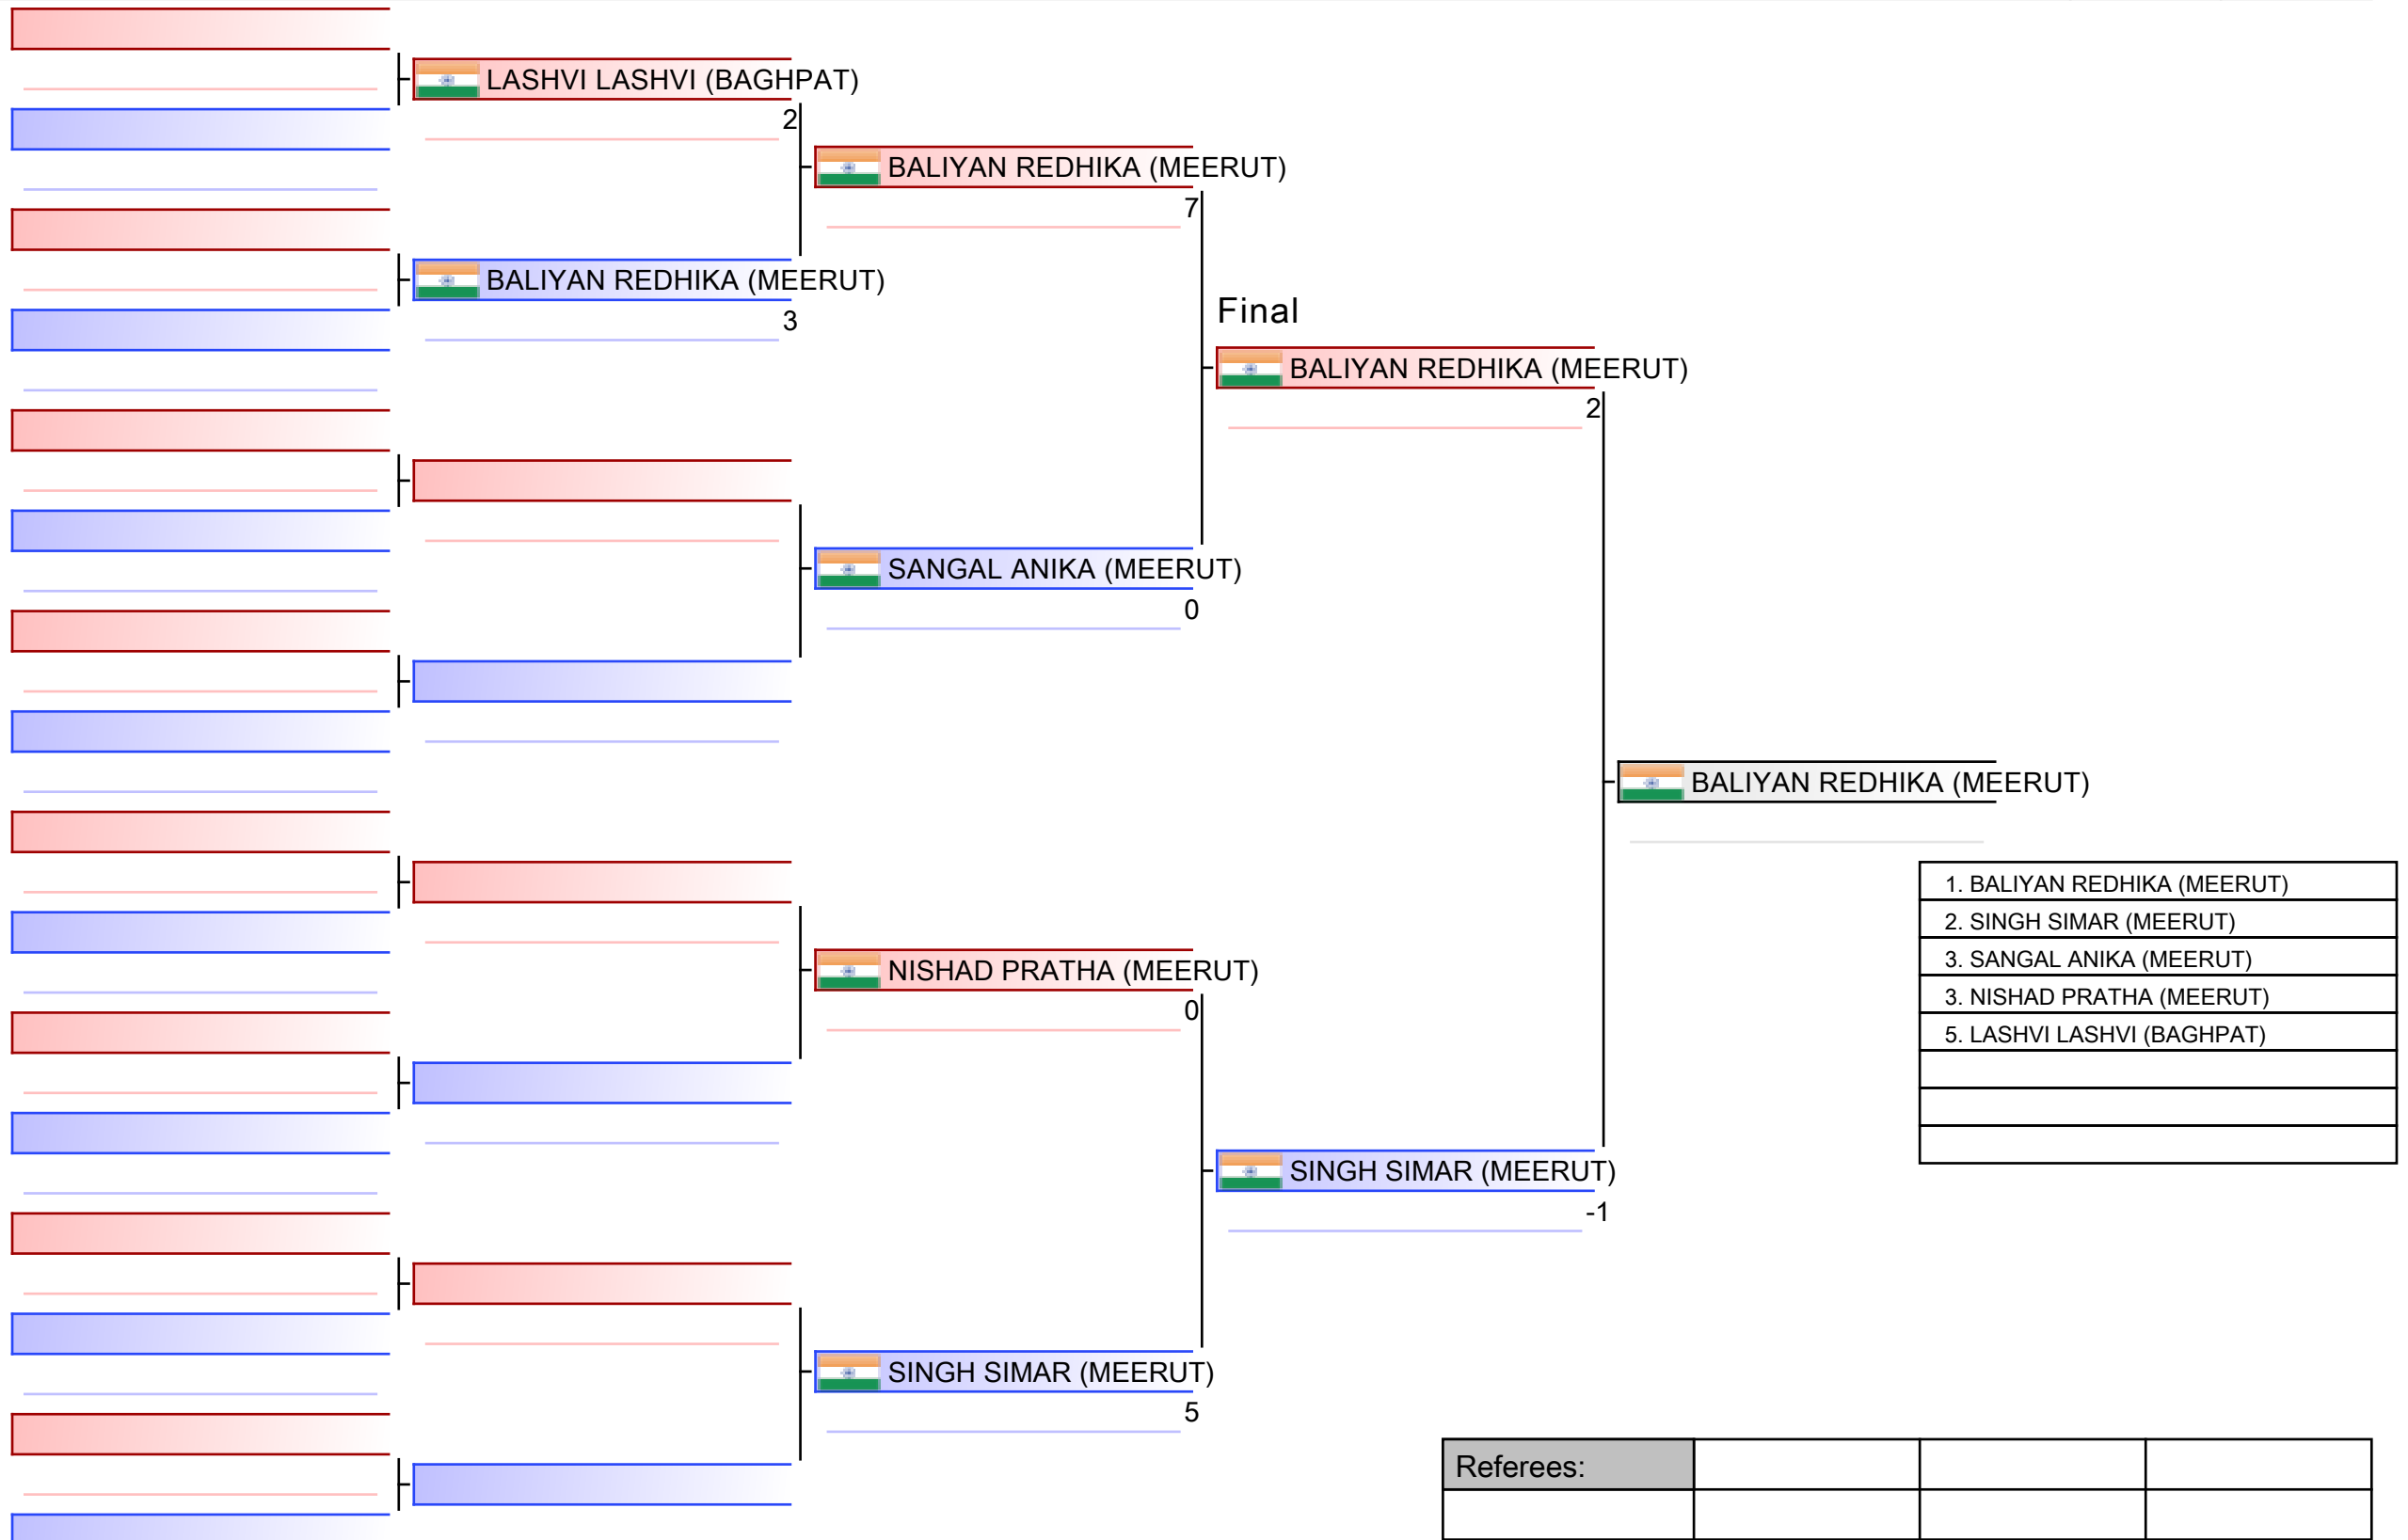 LASHVI LASHVI (BAGHPAT)
2
BALIYAN REDHIKA (MEERUT)
7
BALIYAN REDHIKA (MEERUT)
3
Final
BALIYAN REDHIKA (MEERUT)
2
SANGAL ANIKA (MEERUT)
0
BALIYAN REDHIKA (MEERUT)
1. BALIYAN REDHIKA (MEERUT)
2. SINGH SIMAR (MEERUT)
3. SANGAL ANIKA (MEERUT)
3. NISHAD PRATHA (MEERUT)
5. LASHVI LASHVI (BAGHPAT)
NISHAD PRATHA (MEERUT)
0
SINGH SIMAR (MEERUT)
-1
SINGH SIMAR (MEERUT)
5
Referees: